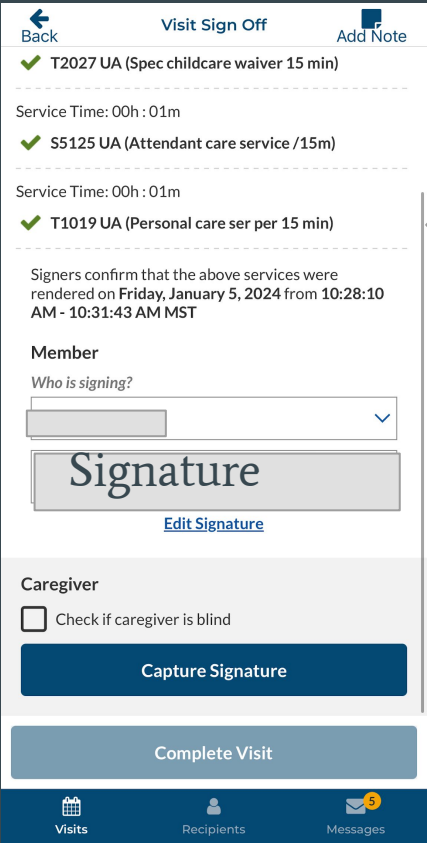 Back
Visit Sign Off
Add Note
T2027 UA (Spec childcare waiver 15 min)
Service Time: 00h : 01m
S5125 UA (Attendant care service /15m)
Service Time: 00h : 01m
T1019 UA (Personal care ser per 15 min)
Signers confirm that the above services were
rendered on Friday, January 5, 2024 from 10:28:10
AM - 10:31:43 AM MST
Member
Who is signing?
Signature
Edit Signature
Caregiver
Check if caregiver is blind
Capture Signature
Complete Visit
5
Visits
Recipients
Messages